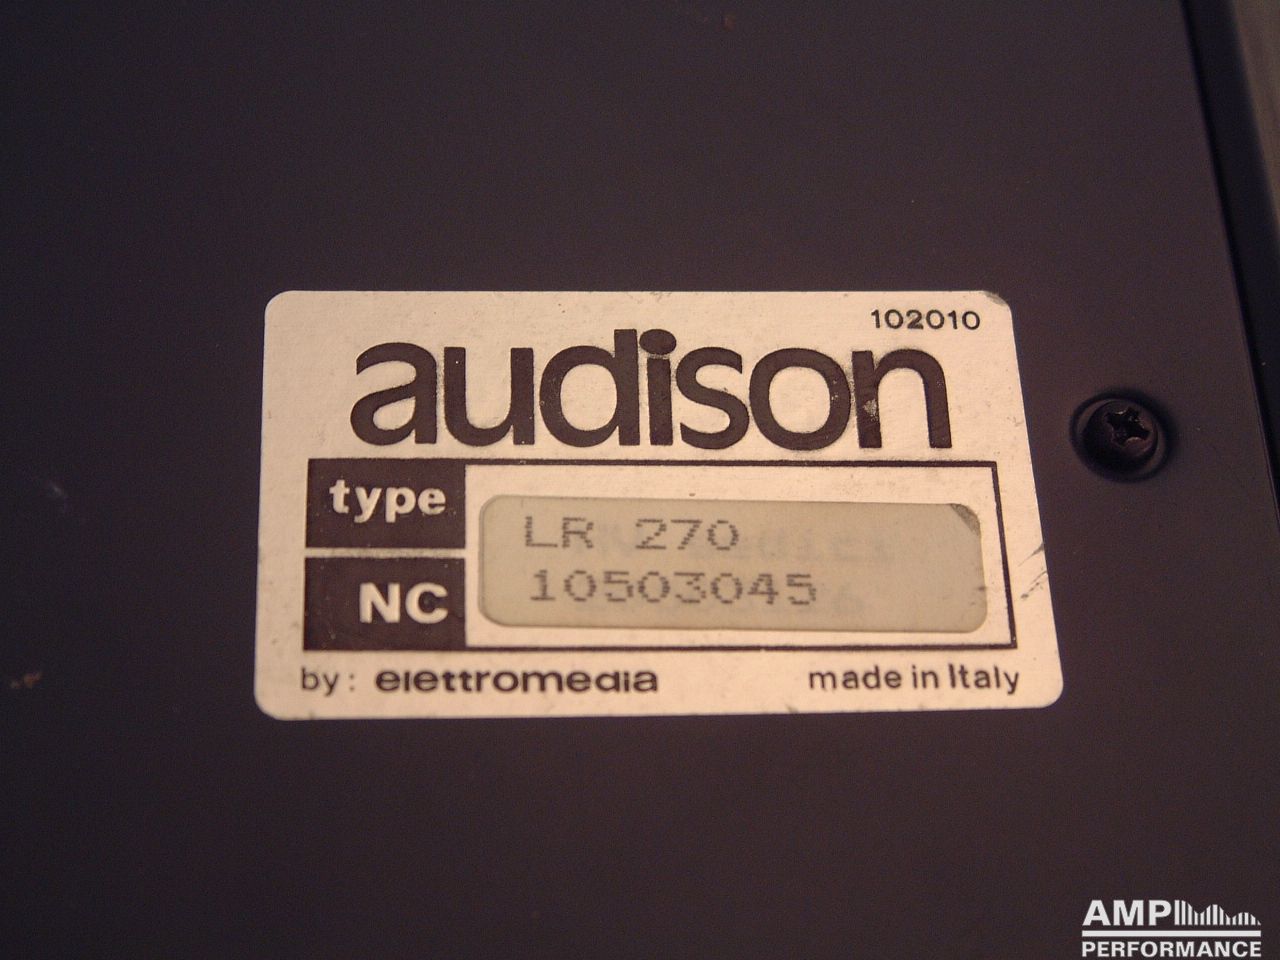 102010
audison
type
LR 270
NC
10503045
by: elettromedia made in Italy
AMP
PERFORMANCE